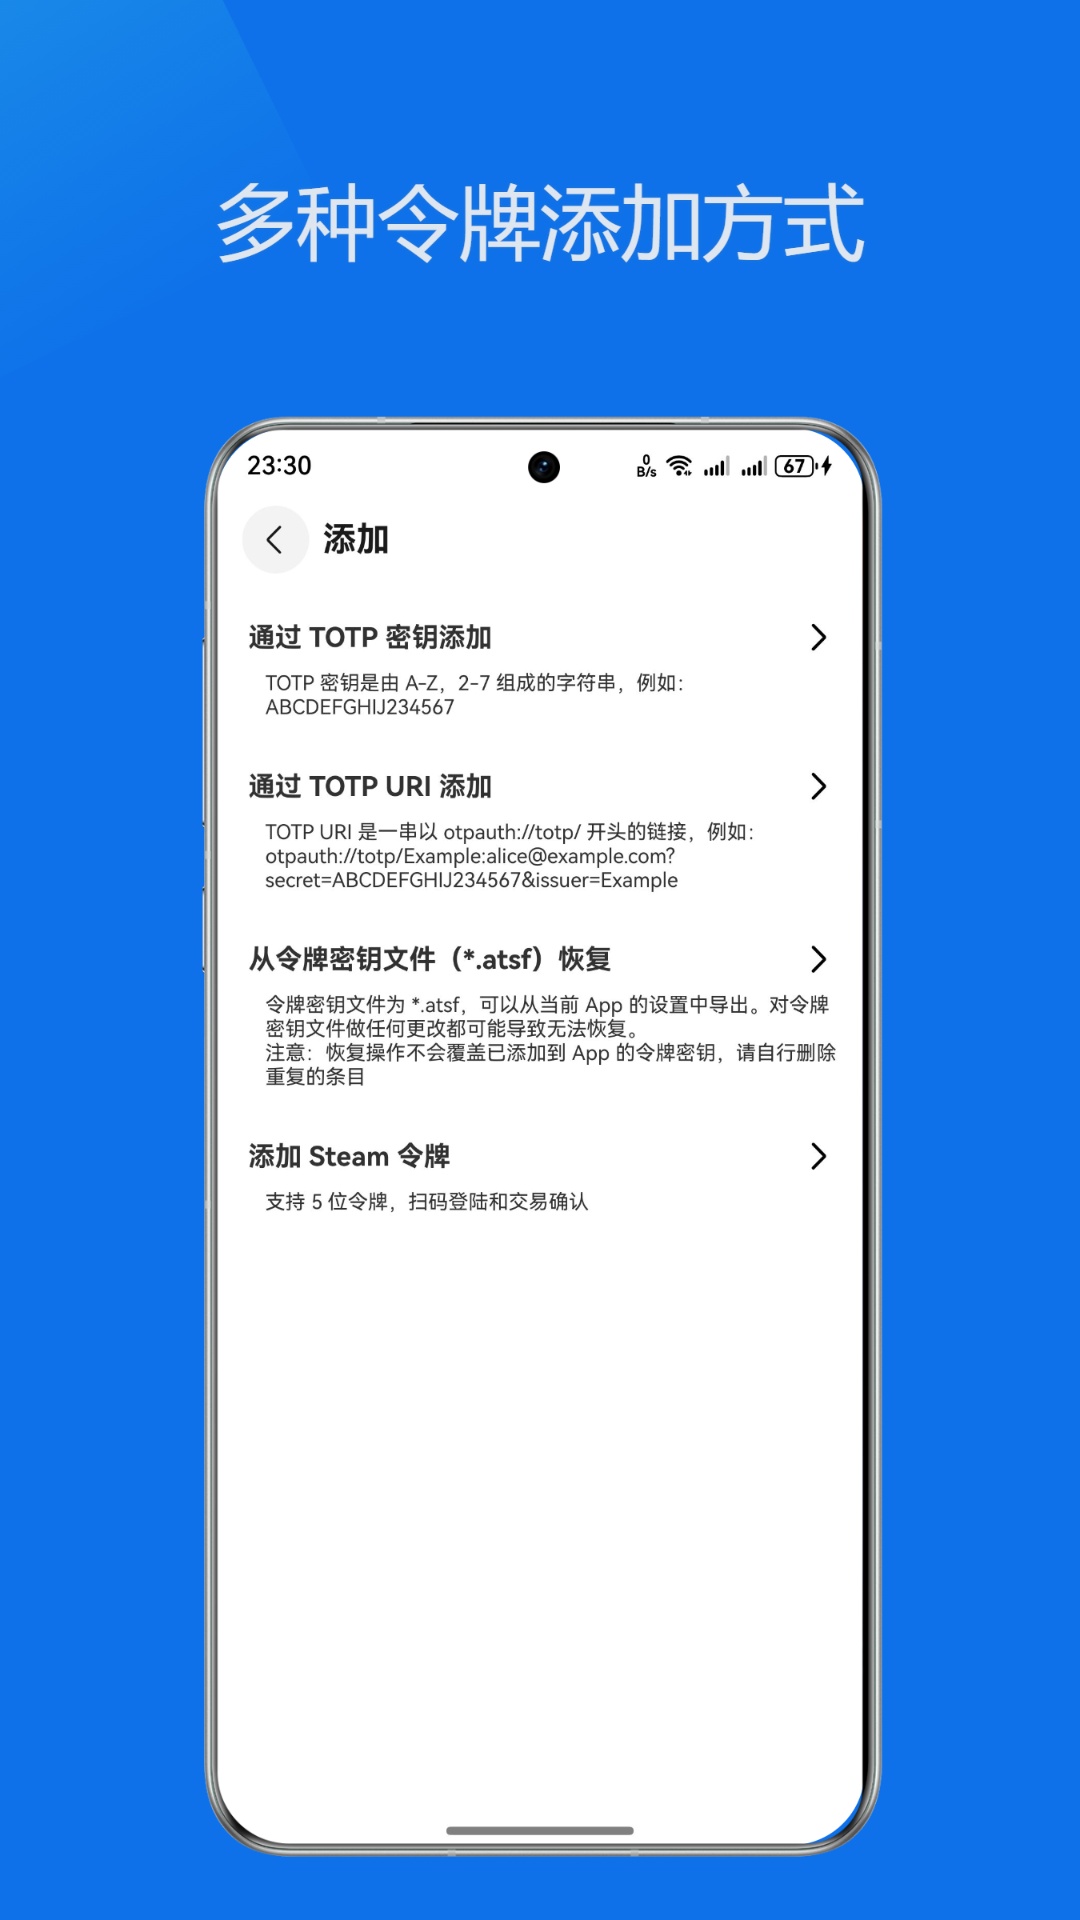 多种令牌添加方式
23:30
0
B/s
67
添加
通过 TOTP 密钥添加
TOTP 密钥是由 A-Z，2-7 组成的字符串，例如：
ABCDEFGHIJ234567
通过 TOTP URI 添加
TOTP URI 是一串以 otpauth://totp/ 开头的链接，例如：
otpauth://totp/Example:alice@example.com?
secret=ABCDEFGHIJ234567&issuer=Example
从令牌密钥文件（*.atsf）恢复
令牌密钥文件为 *.atsf，可以从当前 App 的设置中导出。对令牌
密钥文件做任何更改都可能导致无法恢复。
注意：恢复操作不会覆盖已添加到 App 的令牌密钥，请自行删除
重复的条目
添加 Steam 令牌
支持 5 位令牌，扫码登陆和交易确认